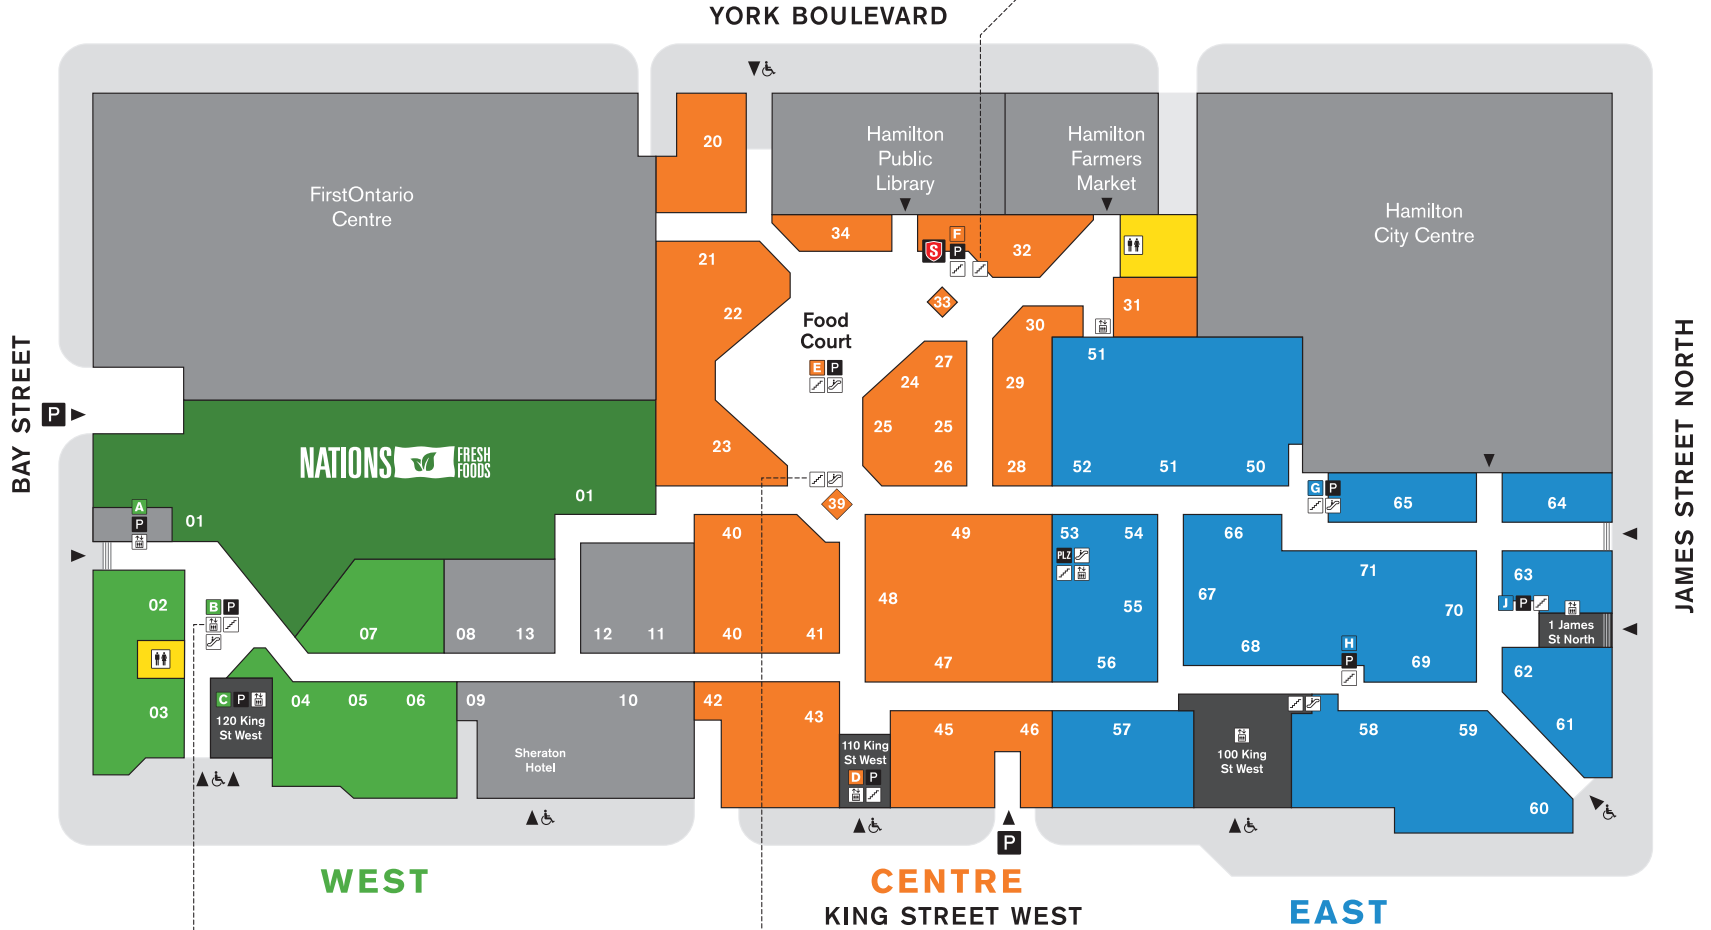 YORK BOULEVARD
20
Hamilton
Public
Library
Hamilton
Farmers
Market
FirstOntario
Centre
Hamilton
City Centre
34
F
P
S
32
21
22
33
31
Food
Court
E P
30
51
27
24
29
25
25
23
26
28
52
51
50
BAY STREET
P
JAMES STREET NORTH
NATIONS
FRESH
FOODS
01
01
A
P
39
G P
65
64
40
49
53
54
PLZ
66
71
63
02
B P
48
55
67
70
J P
07
08
13
12
11
40
41
1 James
St North
68
H
P
69
47
56
62
03
C P
120 King
St West
04
05
06
09
10
42
43
45
46
57
58
59
61
Sheraton
Hotel
110 King
St West
D P
100 King
St West
60
P
WEST
CENTRE
KING STREET WEST
EAST